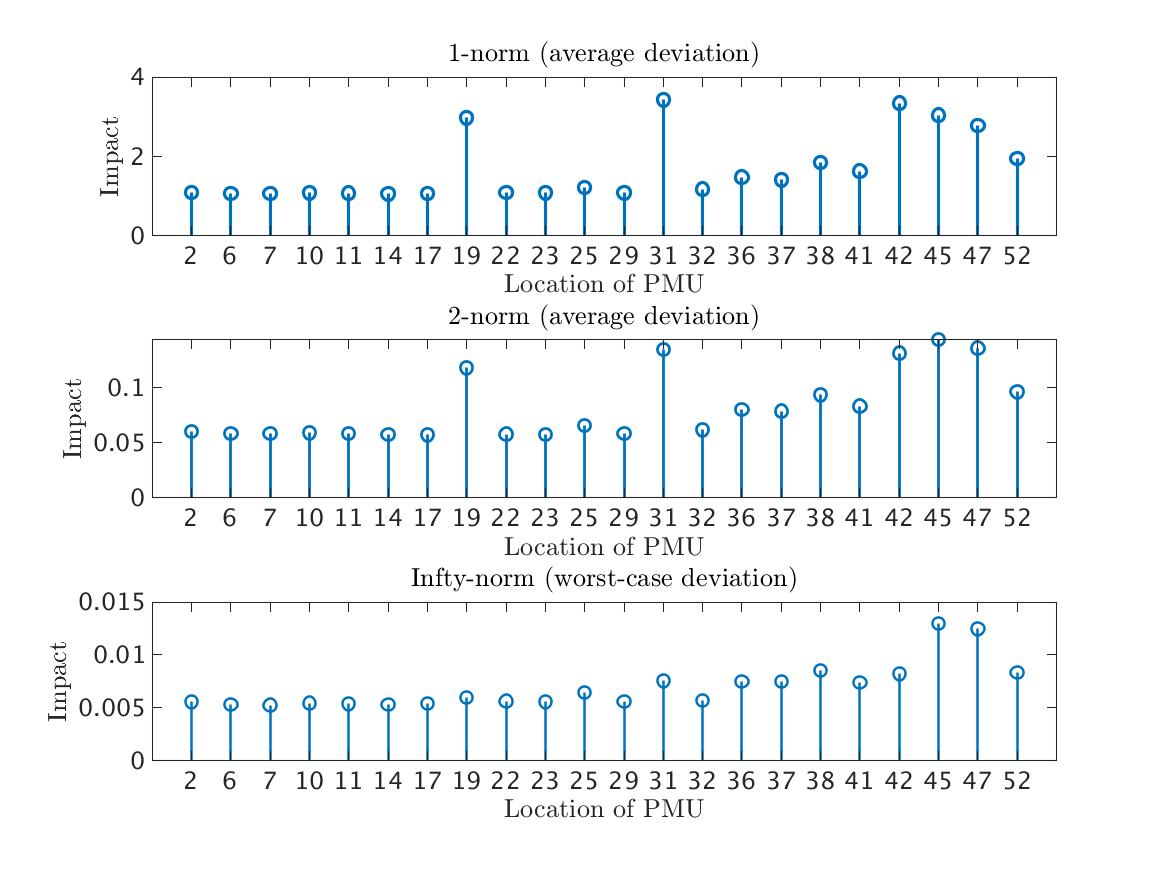 1-norm (average deviation)
4
2
0
Impact
2 6 7 10 11 14 17 19 22 23 25 29 31 32 36 37 38 41 42 45 47 52
Location of PMU
2-norm (average deviation)
0.1
0.05
0
Impact
2 6 7 10 11 14 17 19 22 23 25 29 31 32 36 37 38 41 42 45 47 52
Location of PMU
Infty-norm (worst-case deviation)
0.015
0.01
0.005
0
Impact
2 6 7 10 11 14 17 19 22 23 25 29 31 32 36 37 38 41 42 45 47 52
Location of PMU